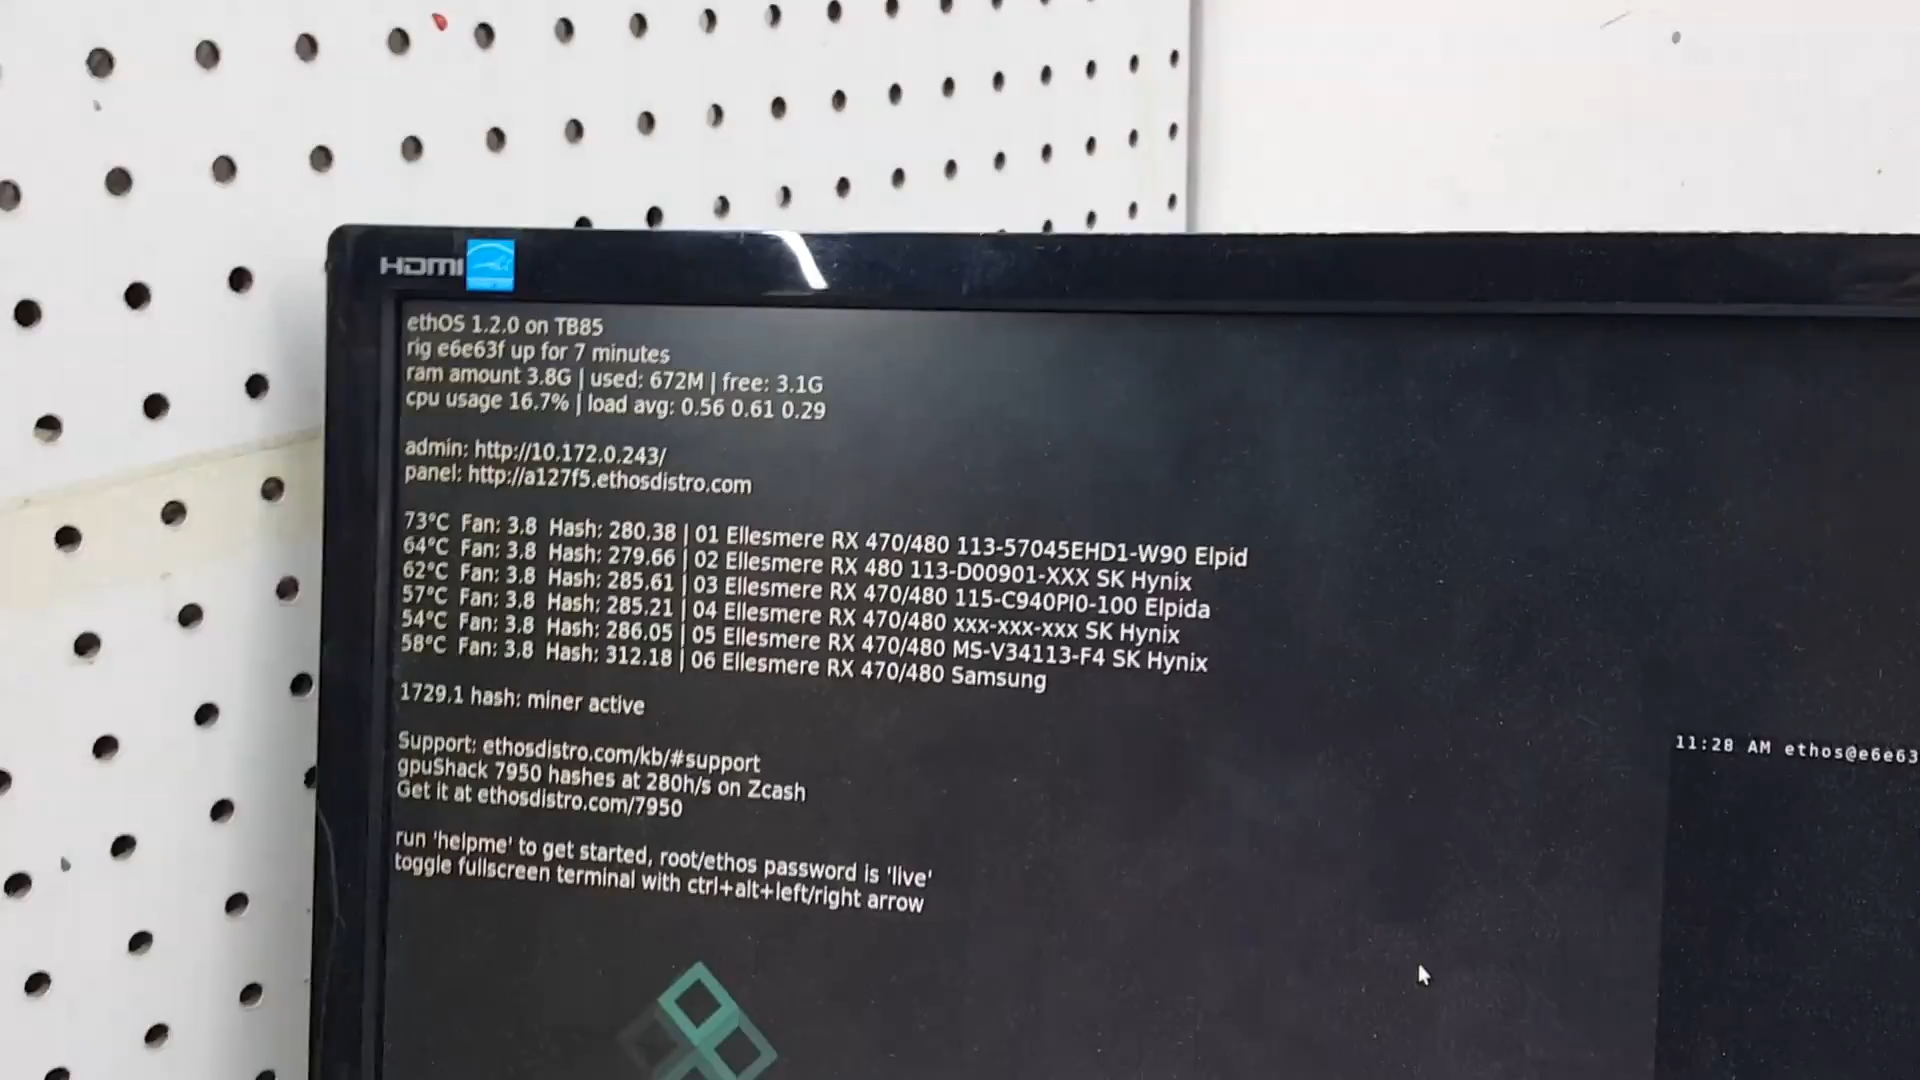 HDMI
ethOS 1.2.0 on TB85
rig e6e63f up for 7 minutes
ram amount 3.8G | used: 672M | free: 3.1G
cpu usage 16.7% | load avg: 0.56 0.61 0.29
admin: http://10.172.0.243/
panel: http://a127f5.ethosdistro.com
73°C Fan: 3.8 Hash: 280.38 | 01 Ellesmere RX 470/480 113-57045EHD1-W90 Elpid
64°C Fan: 3.8 Hash: 279.66 | 02 Ellesmere RX 480 113-D00901-XXX SK Hynix
62°C Fan: 3.8 Hash: 285.61 | 03 Ellesmere RX 470/480 115-C940PI0-100 Elpida
57°C Fan: 3.8 Hash: 285.21 | 04 Ellesmere RX 470/480 xxx-xxx-xxx SK Hynix
54°C Fan: 3.8 Hash: 286.05 | 05 Ellesmere RX 470/480 MS-V34113-F4 SK Hynix
58°C Fan: 3.8 Hash: 312.18 | 06 Ellesmere RX 470/480 Samsung
1729.1 hash: miner active
Support: ethosdistro.com/kb/#support
gpuShack 7950 hashes at 280h/s on Zcash
Get it at ethosdistro.com/7950
run 'helpme' to get started, root/ethos password is 'live'
toggle fullscreen terminal with ctrl+alt+left/right arrow
11:28 AM ethos@e6e63